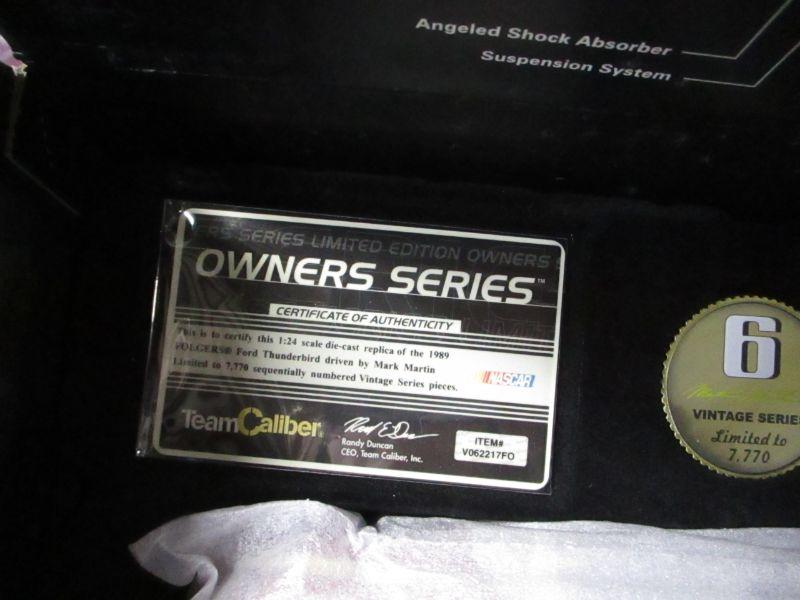 Angeled Shock Absorber
Suspension System
ERS SERIES LIMITED EDITION OWNERS S
OWNERS SERIES™
CERTIFICATE OF AUTHENTICITY
This is to certify this 1:24 scale die-cast replica of the 1989
FOLGERS® Ford Thunderbird driven by Mark Martin
Limited to 7,770 sequentially numbered Vintage Series pieces.
NASCAR
TeamCaliber
Randy Duncan
CEO, Team Caliber, Inc.
ITEM#
V062217FO
6
VINTAGE SERIE
Limited to
7,770